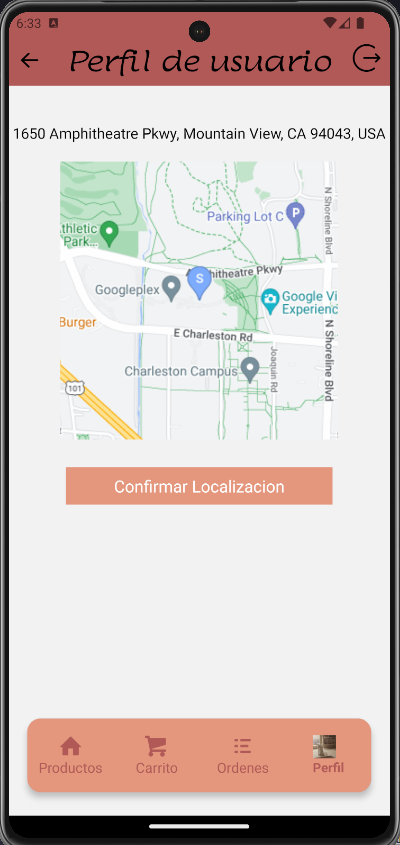 6:33 A
Perfil de usuario
1650 Amphitheatre Pkwy, Mountain View, CA 94043, USA
thletic
Park...
Parking Lot C
P
N Shoreline Blvd
Amphitheatre Pkwy
S
Googleplex
Google Vi
Experienc
Burger
E Charleston Rd
N Shoreline Blvd
Joaquin Rd
Charleston Campus
101
Confirmar Localizacion
Productos
Carrito
Ordenes
Perfil